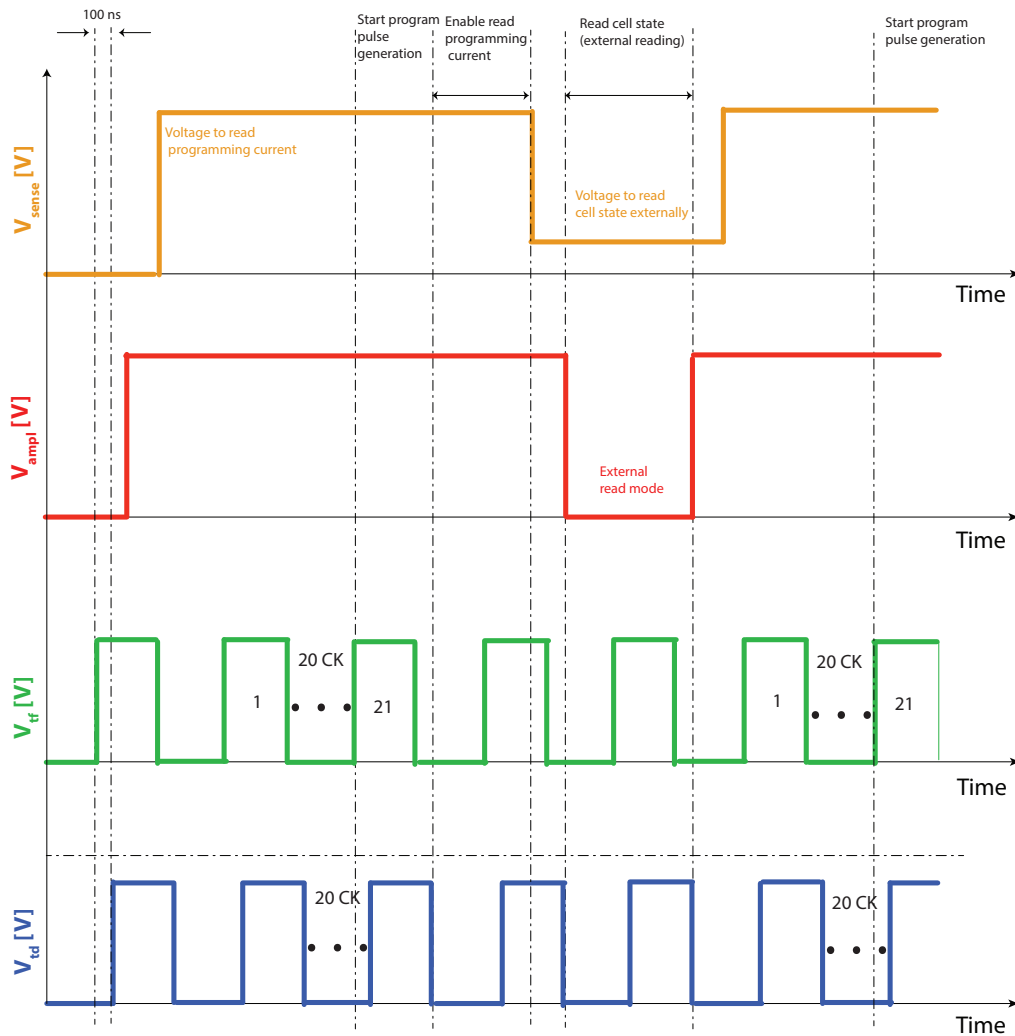 100 ns
Start program
pulse
generation
Enable read
programming
current
Read cell state
(external reading)
Start program
pulse generation
V_sense [V]
Voltage to read
programming current
Voltage to read
cell state externally
Time
V_ampl [V]
External
read mode
Time
V_tf [V]
1
20 CK
21
1
20 CK
21
Time
V_td [V]
20 CK
20 CK
Time